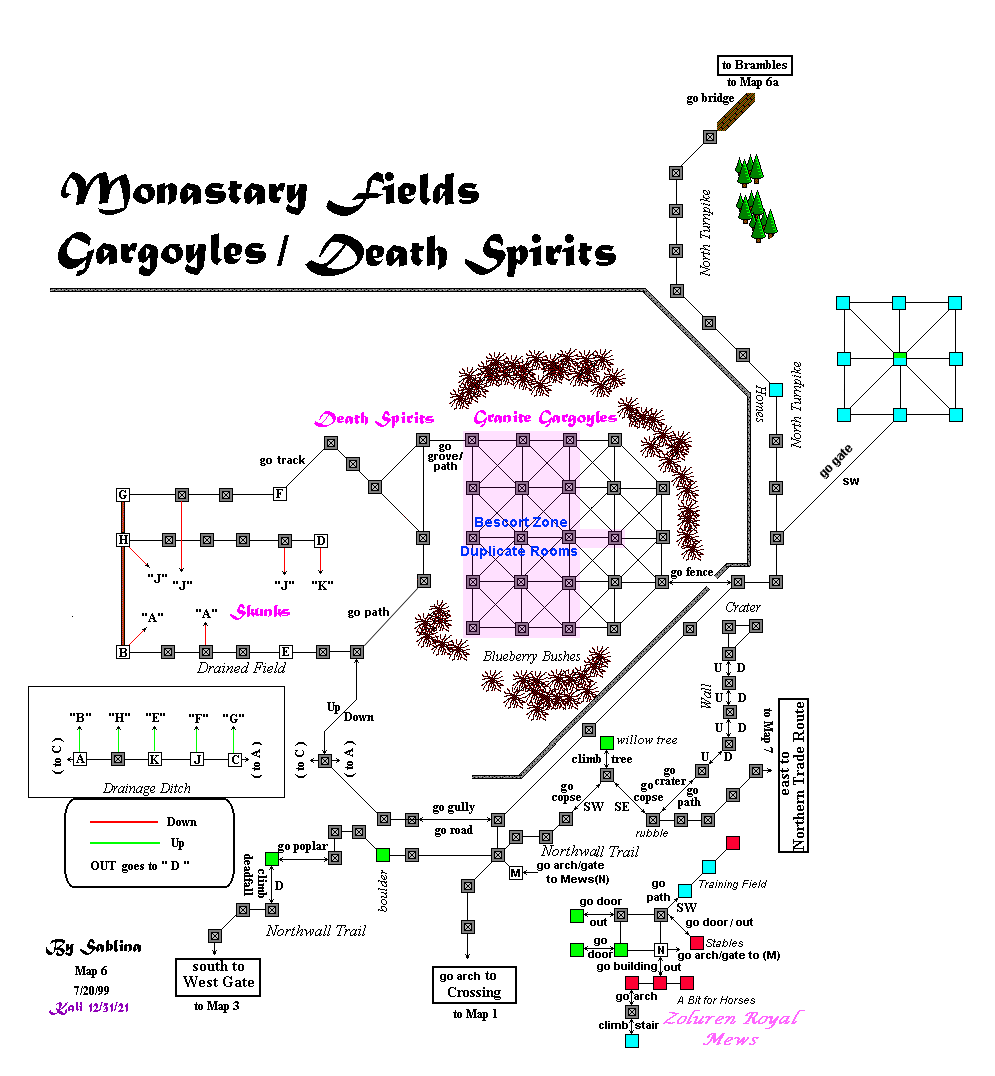 to Brambles
to Map 6a
go bridge
Monastary Fields
Gargoyles / Death Spirits
North Turnpike
North Turnpike
Homes
go gate
sw
Death Spirits
Granite Gargoyles
go track
go
grove/
path
G
F
Bescort Zone
Duplicate Rooms
H
D
"J"
"J"
"J"
"K"
go fence
Skunks
"A"
"A"
go path
Crater
B
E
Drained Field
Blueberry Bushes
U
D
Wall
U
D
U
D
U
D
Up
Down
"B"
"H"
"E"
"F"
"G"
( to C )
A
K
J
C
( to A )
Drainage Ditch
( to C )
( to A )
willow tree
climb
tree
go
crater
go
copse
SW
SE
go
copse
go
path
rubble
to Map 7
east to
Northern Trade Route
Down
Up
OUT goes to " D "
go gully
go road
go poplar
Northwall Trail
M
go arch/gate
to Mews(N)
climb
deadfall
D
boulder
Northwall Trail
go
path
Training Field
SW
go door
out
go door / out
Stables
go
door
N
go arch/gate to (M)
go building
out
go arch
A Bit for Horses
climb
stair
Zoluren Royal
Mews
By Sablina
Map 6
7/20/99
Kali 12/31/21
south to
West Gate
to Map 3
go arch to
Crossing
to Map 1